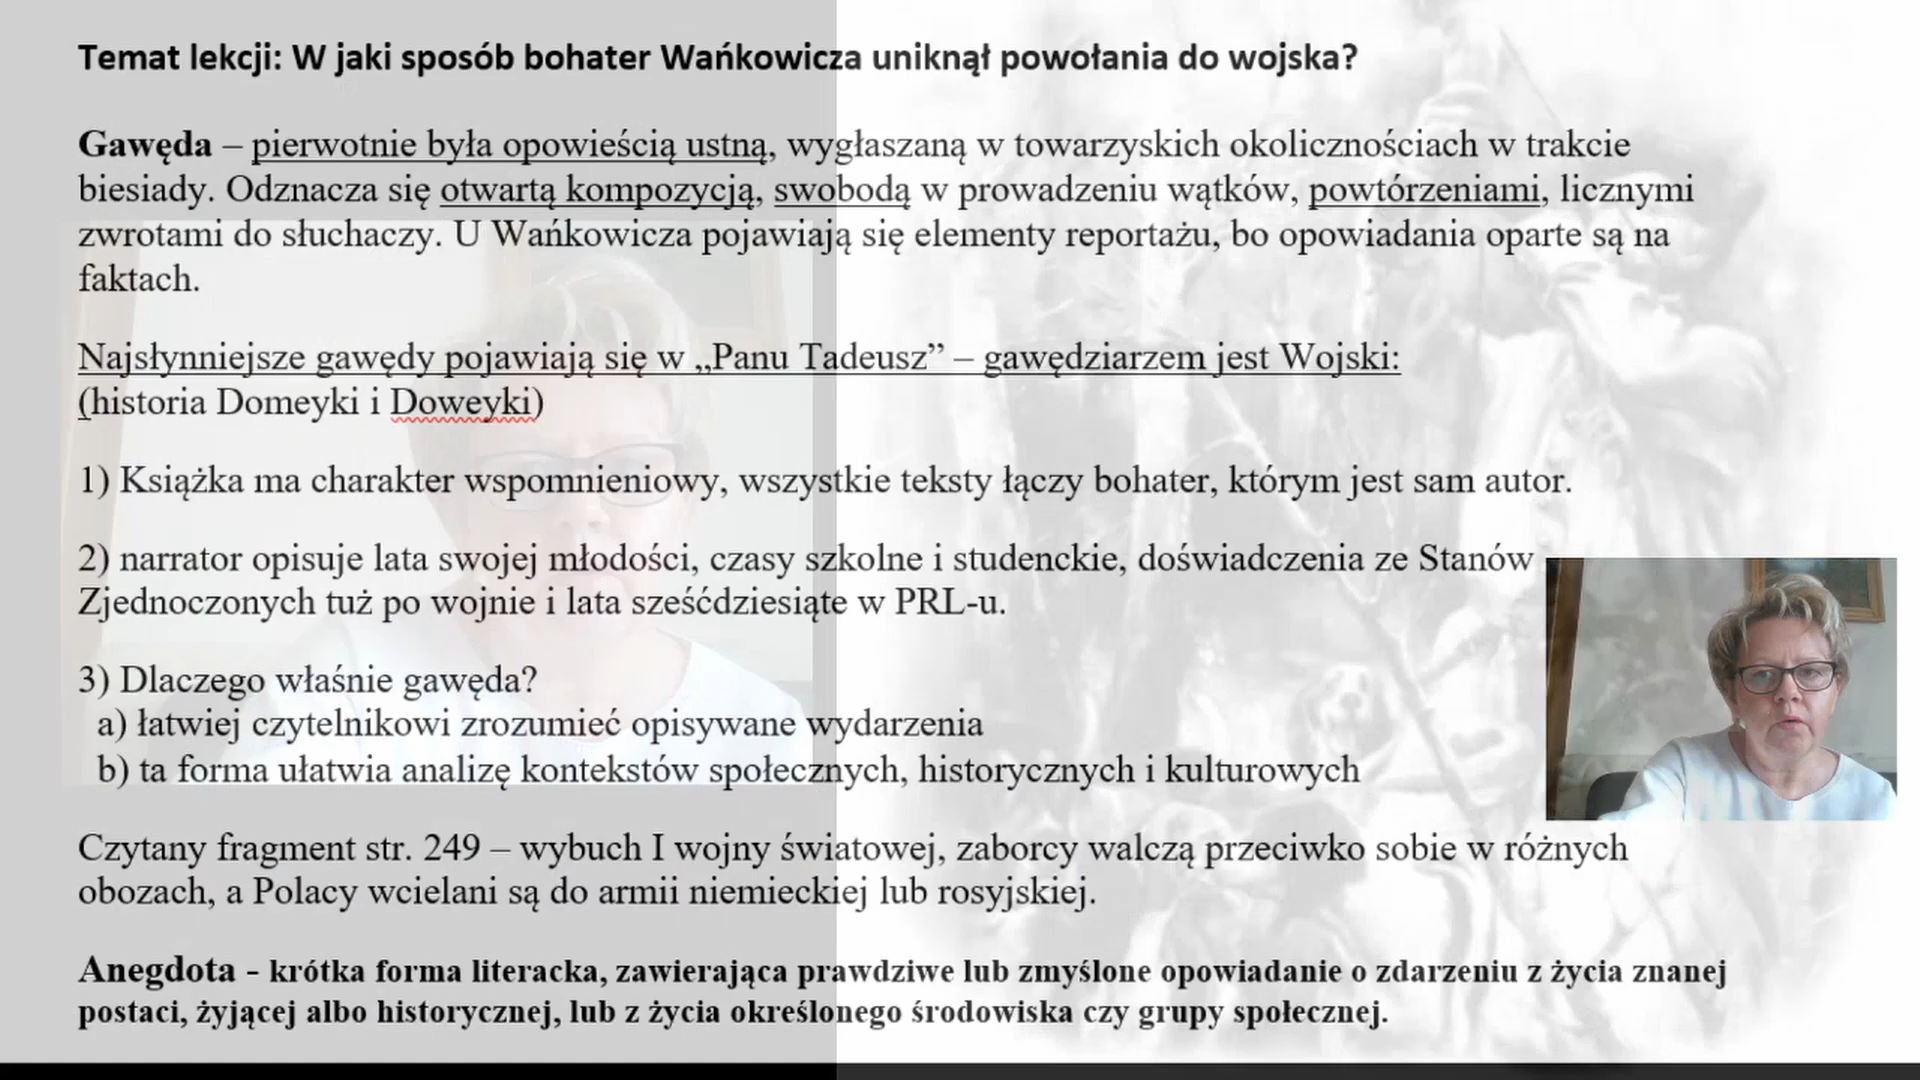 Temat lekcji: W jaki sposób bohater Wańkowicza uniknął powołania do wojska?
Gawęda – pierwotnie była opowieścią ustną, wygłaszaną w towarzyskich okolicznościach w trakcie
biesiady. Odznacza się otwartą kompozycją, swobodą w prowadzeniu wątków, powtórzeniami, licznymi
zwrotami do słuchaczy. U Wańkowicza pojawiają się elementy reportażu, bo opowiadania oparte są na
faktach.
Najsłynniejsze gawędy pojawiają się w „Panu Tadeusz” – gawędziarzem jest Wojski:
(historia Domeyki i Doweyki)
1) Książka ma charakter wspomnieniowy, wszystkie teksty łączy bohater, którym jest sam autor.
2) narrator opisuje lata swojej młodości, czasy szkolne i studenckie, doświadczenia ze Stanów
Zjednoczonych tuż po wojnie i lata sześćdziesiąte w PRL-u.
3) Dlaczego właśnie gawęda?
a) łatwiej czytelnikowi zrozumieć opisywane wydarzenia
b) ta forma ułatwia analizę kontekstów społecznych, historycznych i kulturowych
Czytany fragment str. 249 – wybuch I wojny światowej, zaborcy walczą przeciwko sobie w różnych
obozach, a Polacy wcielani są do armii niemieckiej lub rosyjskiej.
Anegdota - krótka forma literacka, zawierająca prawdziwe lub zmyślone opowiadanie o zdarzeniu z życia znanej
postaci, żyjącej albo historycznej, lub z życia określonego środowiska czy grupy społecznej.